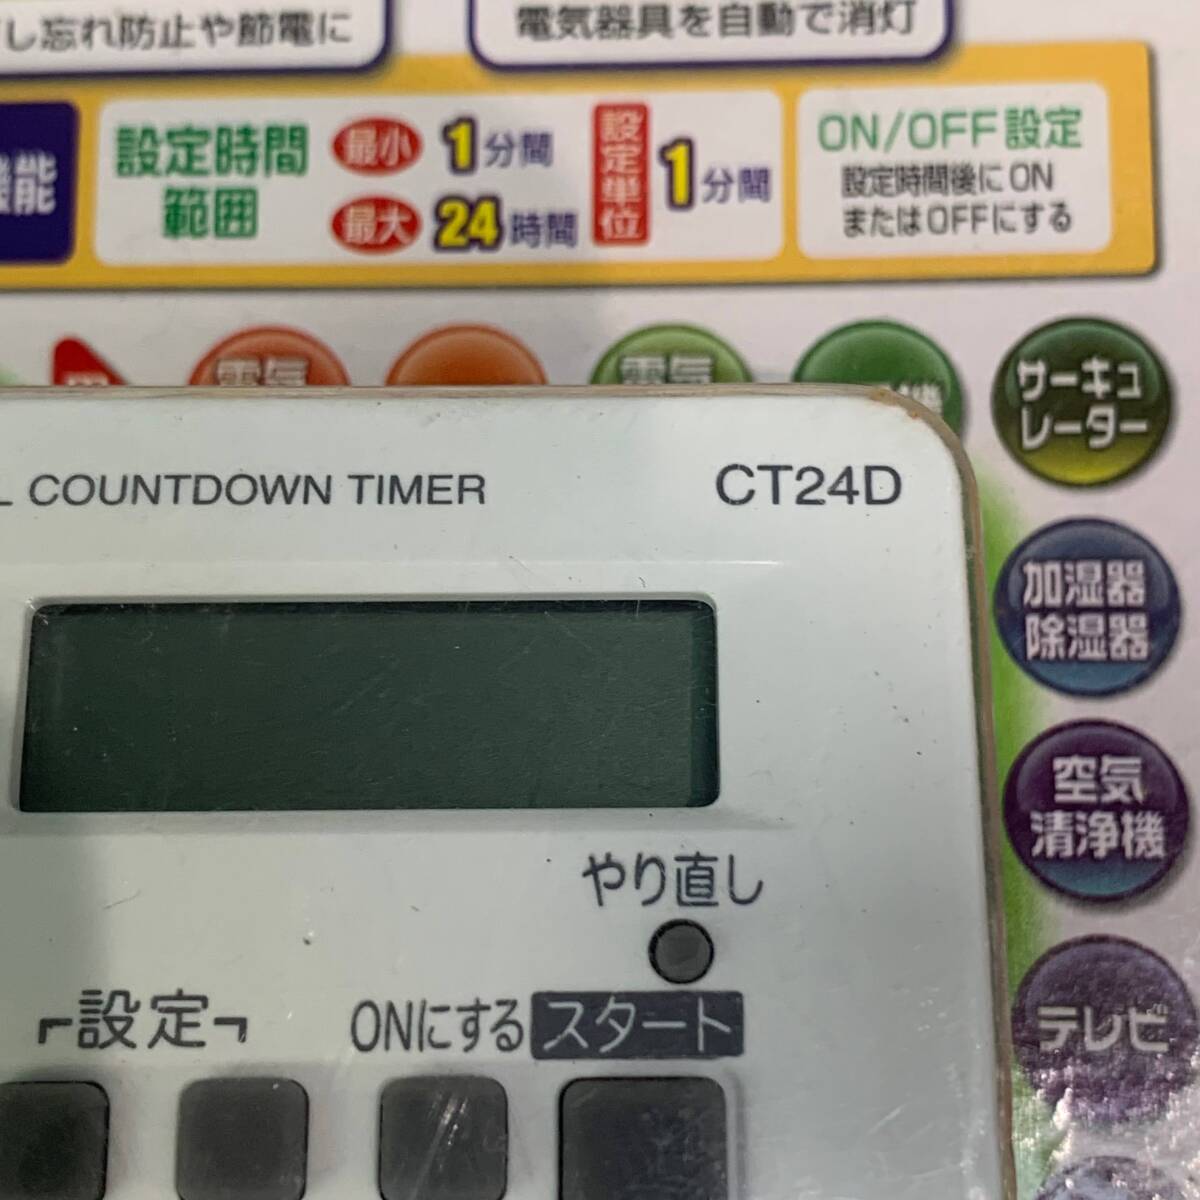 し忘れ防止や節電に
電気器具を自動で消灯
能
設定時間
範囲
最小 1分間
最大 24時間
設定単位
1分間
ON/OFF設定
設定時間後にON
またはOFFにする
電気
電気
サーキュ
レーター
加湿器
除湿器
空気
清浄機
テレビ
L COUNTDOWN TIMER
CT24D
やり直し
設定
ONにする
スタート